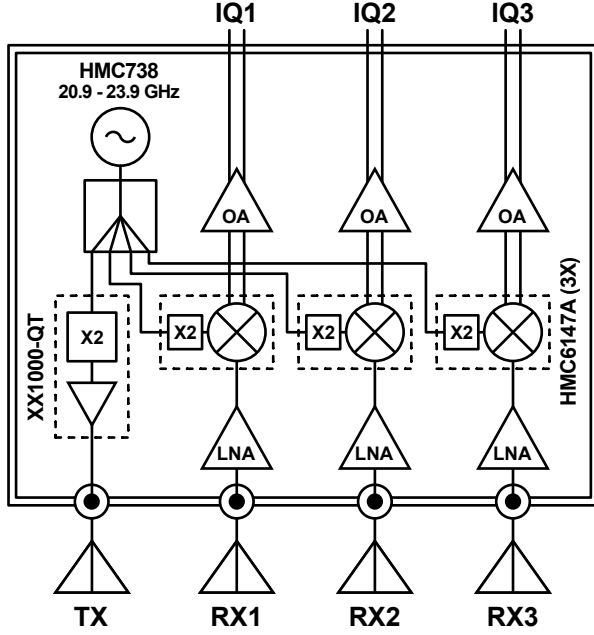 IQ1 IQ2 IQ3
HMC738
20.9 - 23.9 GHz
OA OA OA
X2 X2 X2 X2
XX1000-QT
HMC6147A (3X)
LNA LNA LNA
TX RX1 RX2 RX3